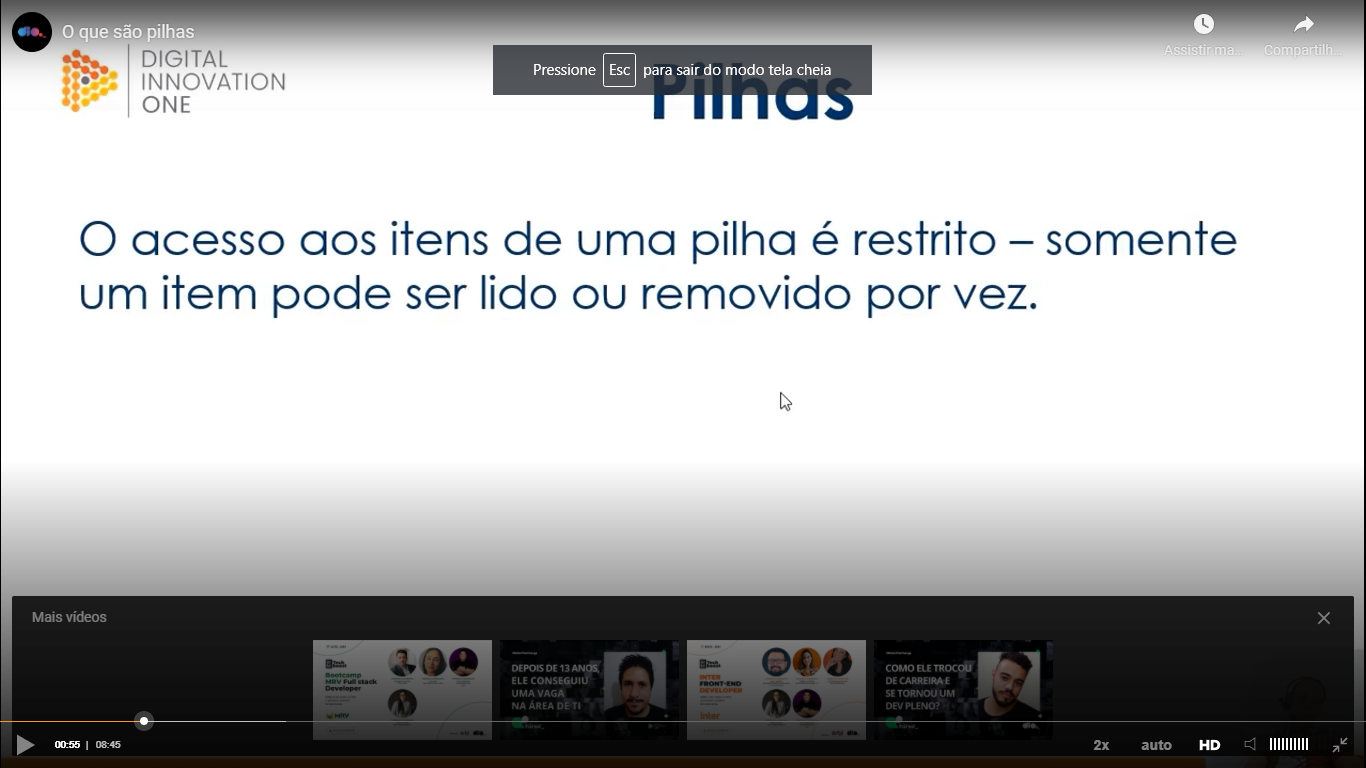 O que são pilhas
Assistir ma...
Compartilh...
DIGITAL
INNOVATION
ONE
Pressione Esc para sair do modo tela cheia
Pilhas
O acesso aos itens de uma pilha é restrito – somente
um item pode ser lido ou removido por vez.
Mais vídeos
Bootcamp
MRV Full stack
Developer
MRV
DEPOIS DE 13 ANOS,
ELE CONSEGUIU
UMA VAGA
NA ÁREA DE TI
INTER
FRONT-END
DEVELOPER
inter
COMO ELE TROCOU
DE CARREIRA E
SE TORNOU UM
DEV PLENO?
00:55 | 08:45
2x
auto
HD